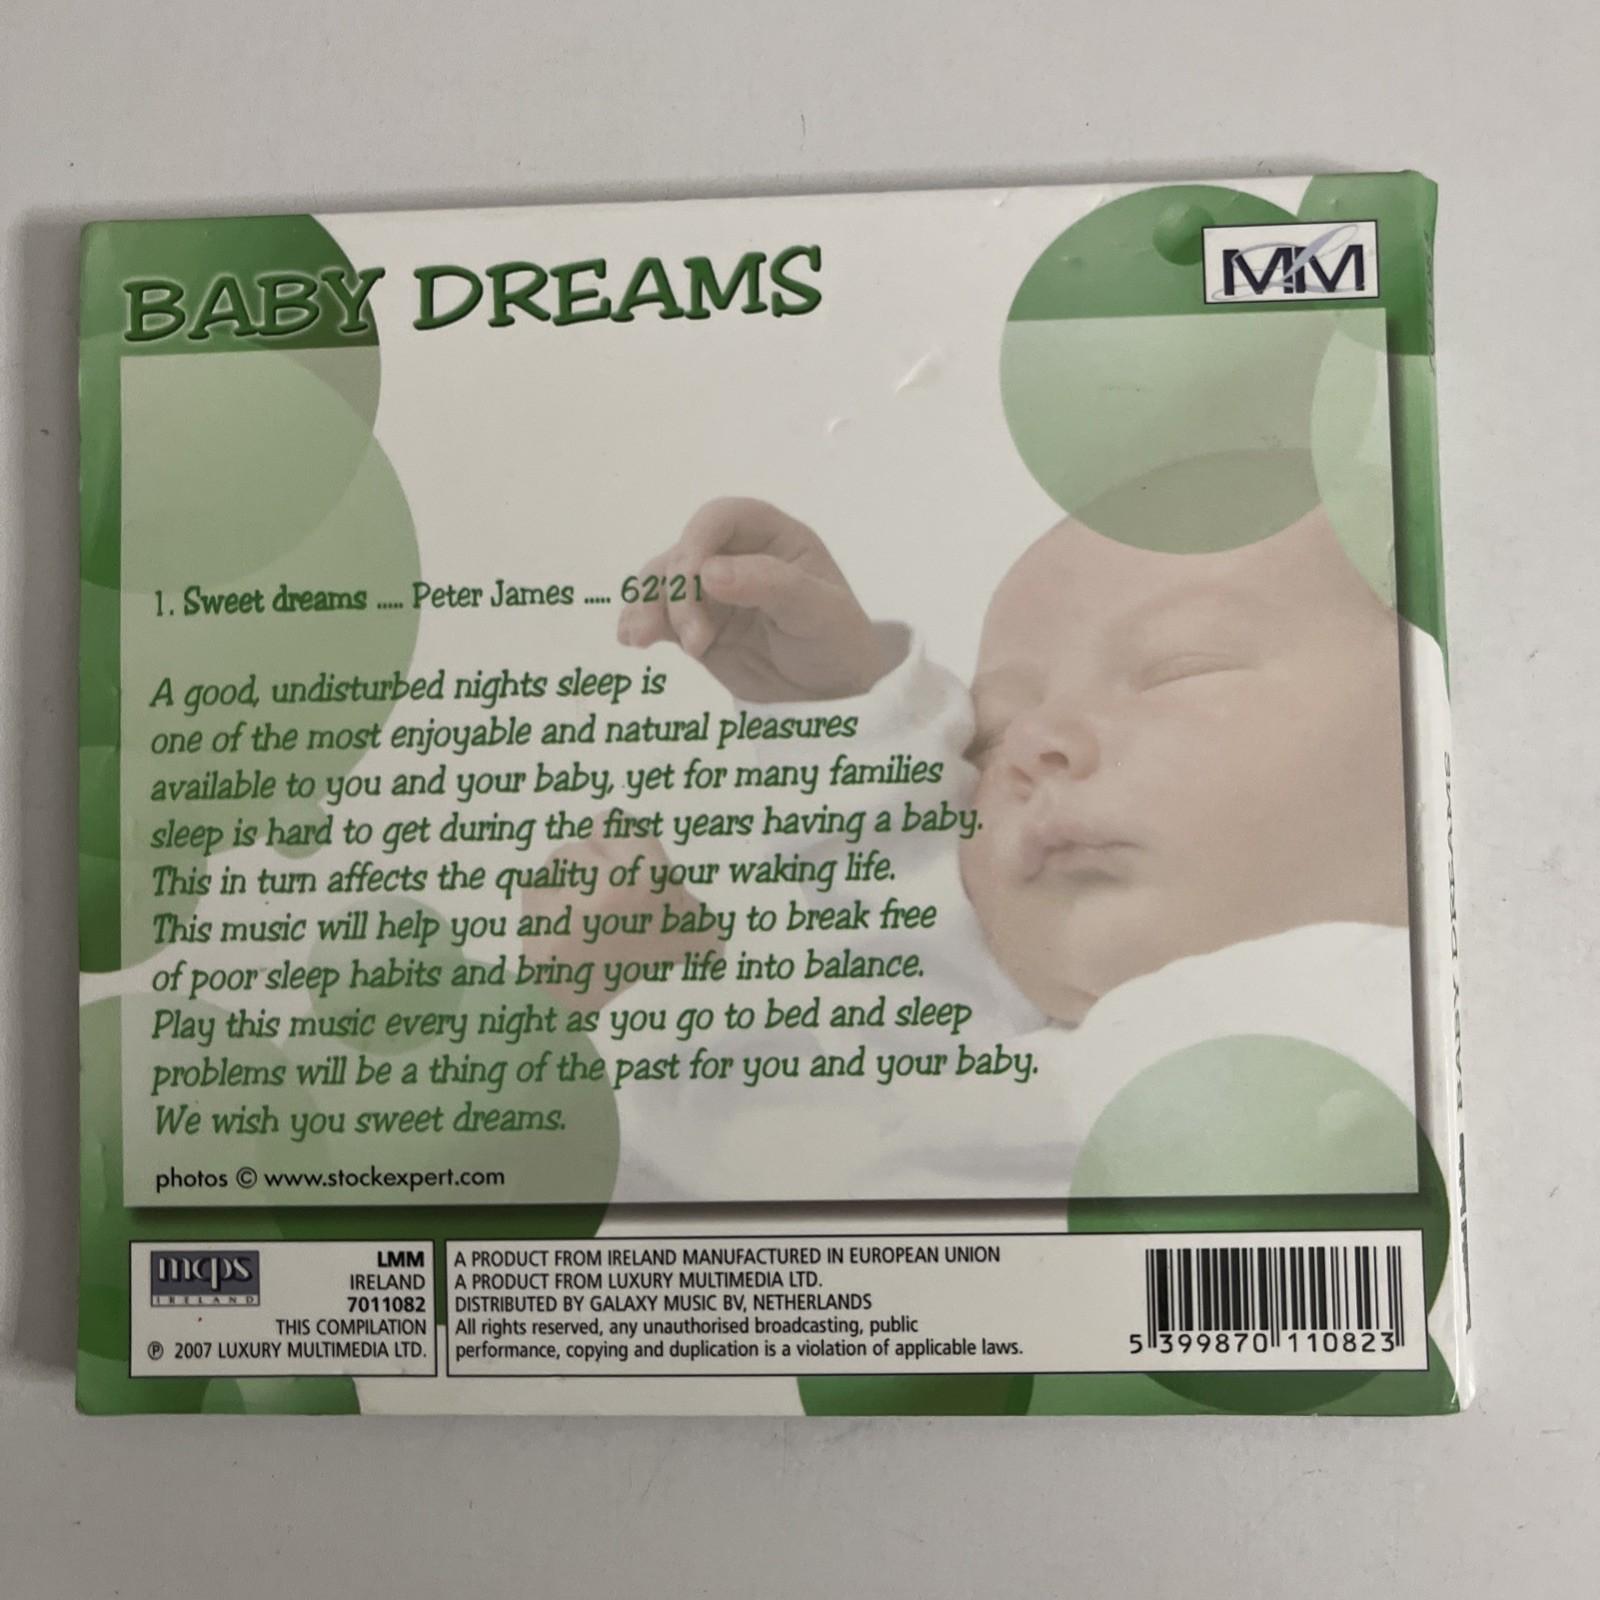 BABY DREAMS
MLM
1. Sweet dreams ..... Peter James ..... 62'21
A good, undisturbed nights sleep is
one of the most enjoyable and natural pleasures
available to you and your baby, yet for many families
sleep is hard to get during the first years having a baby.
This in turn affects the quality of your waking life.
This music will help you and your baby to break free
of poor sleep habits and bring your life into balance.
Play this music every night as you go to bed and sleep
problems will be a thing of the past for you and your baby.
We wish you sweet dreams.
photos © www.stockexpert.com
mcps
IRELAND
LMM
IRELAND
7011082
THIS COMPILATION
℗ 2007 LUXURY MULTIMEDIA LTD.
A PRODUCT FROM IRELAND MANUFACTURED IN EUROPEAN UNION
A PRODUCT FROM LUXURY MULTIMEDIA LTD.
DISTRIBUTED BY GALAXY MUSIC BV, NETHERLANDS
All rights reserved, any unauthorised broadcasting, public
performance, copying and duplication is a violation of applicable laws.
5 399870 110823
BABY DREAMS